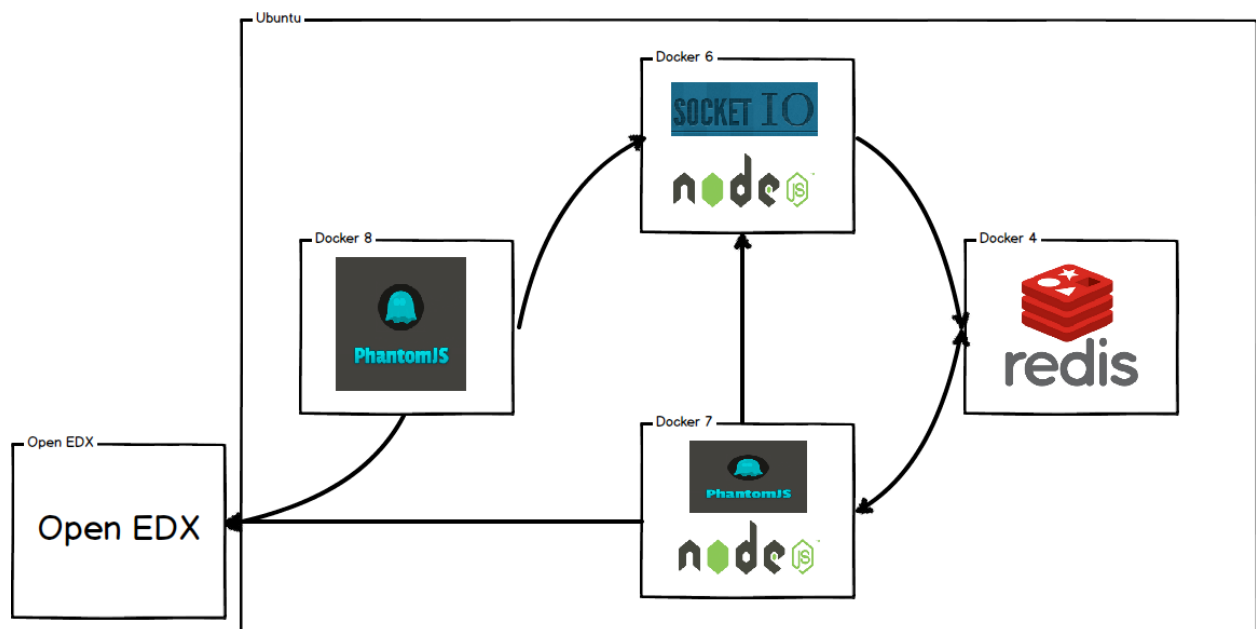 Ubuntu
Docker 6
SOCKET IO
node JS
Docker 8
PhantomJS
Docker 4
redis
Open EDX
Open EDX
Docker 7
PhantomJS
node JS